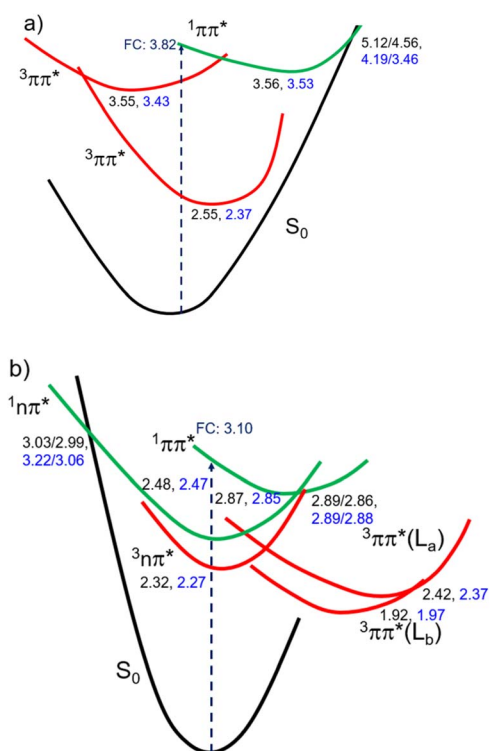 a)
¹ππ*
FC: 3.82
5.12/4.56,
4.19/3.46
³ππ*
3.55, 3.43
3.56, 3.53
³ππ*
2.55, 2.37
S₀
b)
¹nπ*
FC: 3.10
¹ππ*
3.03/2.99,
3.22/3.06
2.48, 2.47
2.87, 2.85
2.89/2.86,
2.89/2.88
³ππ*(Lₐ)
³nπ*
2.32, 2.27
2.42, 2.37
1.92, 1.97
³ππ*(L_b)
S₀